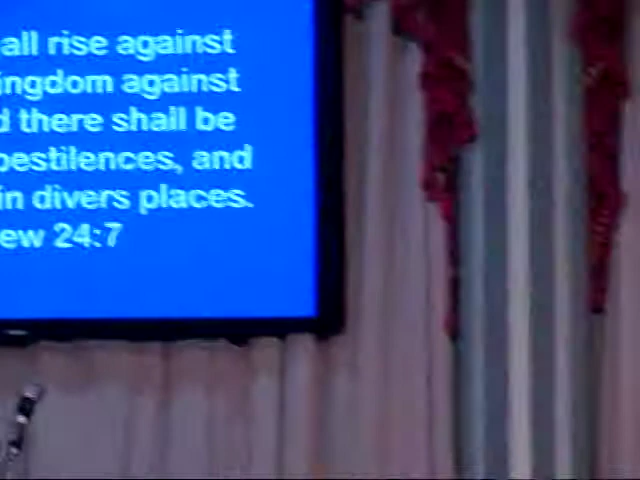 all rise against
ingdom against
d there shall be
pestilences, and
in divers places.
ew 24:7